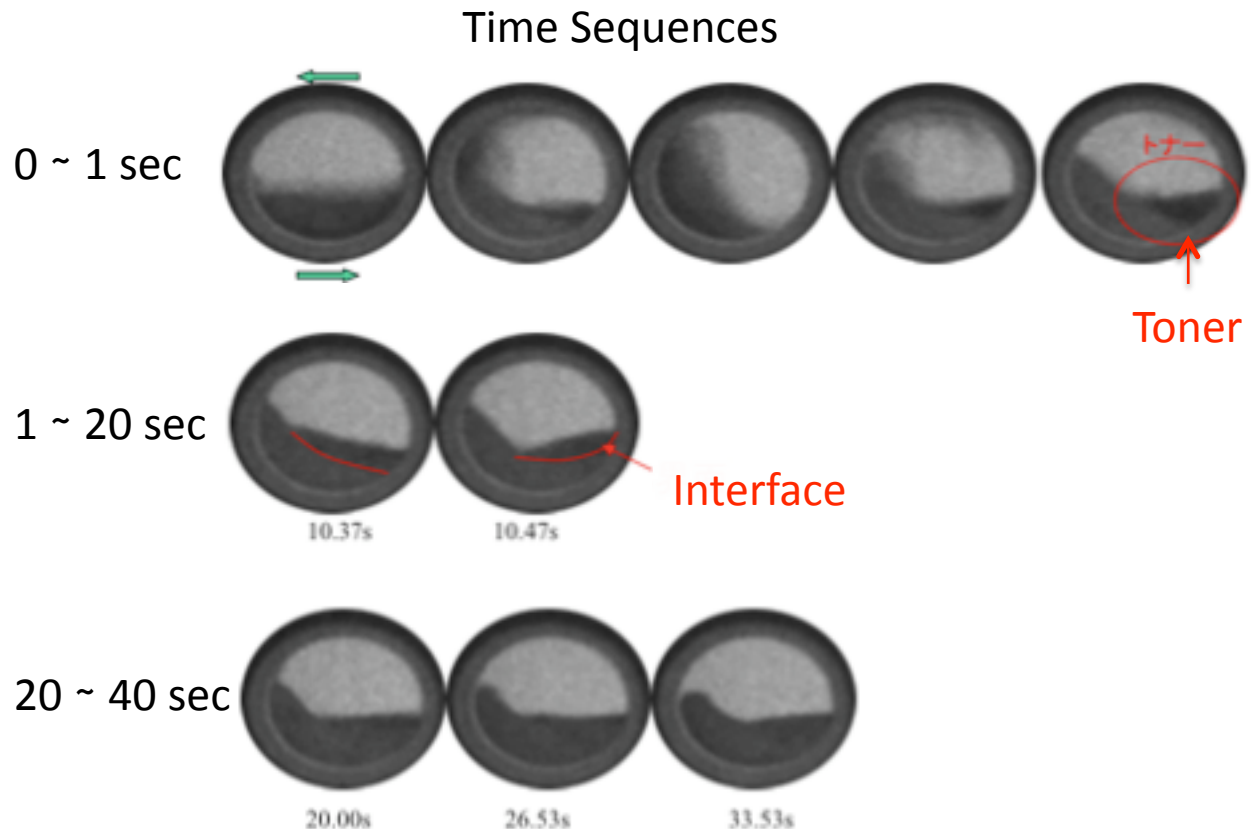 Time Sequences
0 ~ 1 sec
トナー
Toner
1 ~ 20 sec
Interface
10.37s
10.47s
20 ~ 40 sec
20.00s
26.53s
33.53s